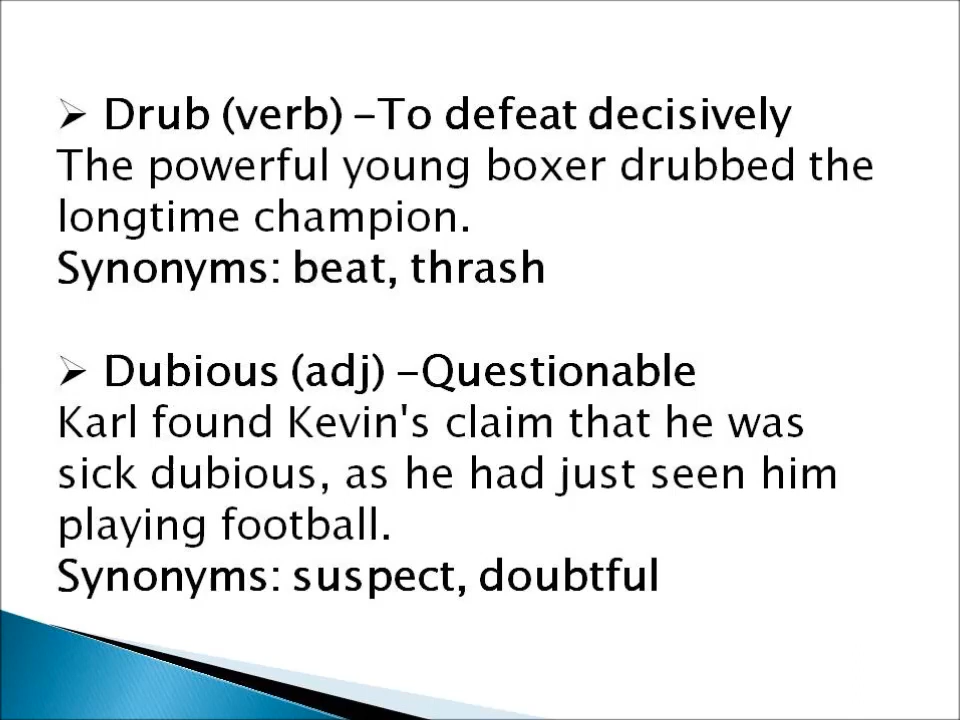 ➢ Drub (verb) –To defeat decisively
The powerful young boxer drubbed the
longtime champion.
Synonyms: beat, thrash
➢ Dubious (adj) –Questionable
Karl found Kevin's claim that he was
sick dubious, as he had just seen him
playing football.
Synonyms: suspect, doubtful